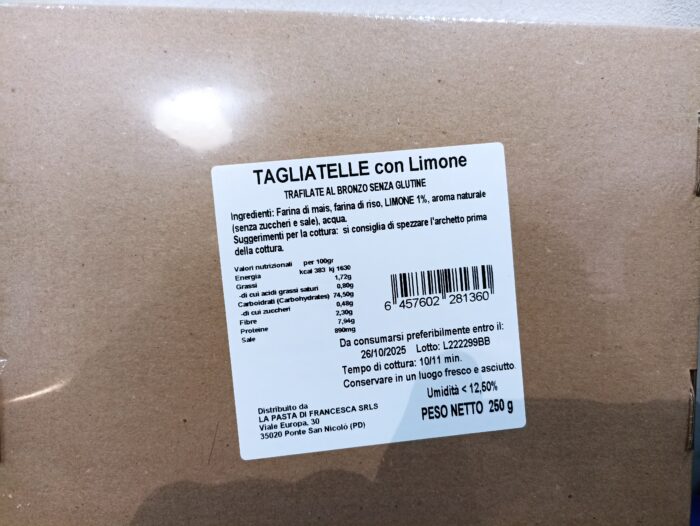 TAGLIATELLE con Limone
TRAFILATE AL BRONZO SENZA GLUTINE
Ingredienti: Farina di mais, farina di riso, LIMONE 1%, aroma naturale
(senza zuccheri e sale), acqua.
Suggerimenti per la cottura: si consiglia di spezzare l'archetto prima
della cottura.
Valori nutrizionali per 100gr
Energia kcal 383 kj 1630
Grassi 1,72g
-di cui acidi grassi saturi 0,80g
Carboidrati (Carbohydrates) 74,50g
-di cui zuccheri 0,48g
Fibre 2,30g
Proteine 7,94g
Sale 890mg
6 457602 281360
Da consumarsi preferibilmente entro il:
26/10/2025 Lotto: L222299BB
Tempo di cottura: 10/11 min.
Conservare in un luogo fresco e asciutto
Umidità < 12,50%
PESO NETTO 250 g
Distribuito da
LA PASTA DI FRANCESCA SRLS
Viale Europa, 30
35020 Ponte San Nicolò (PD)